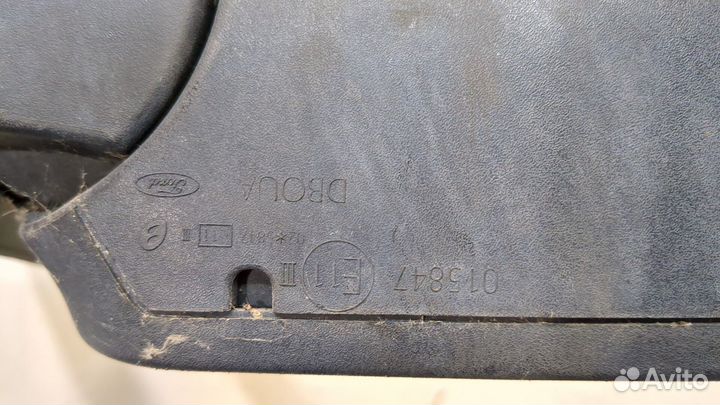 015847 E11 III
e
DBOUA Ford
Avito